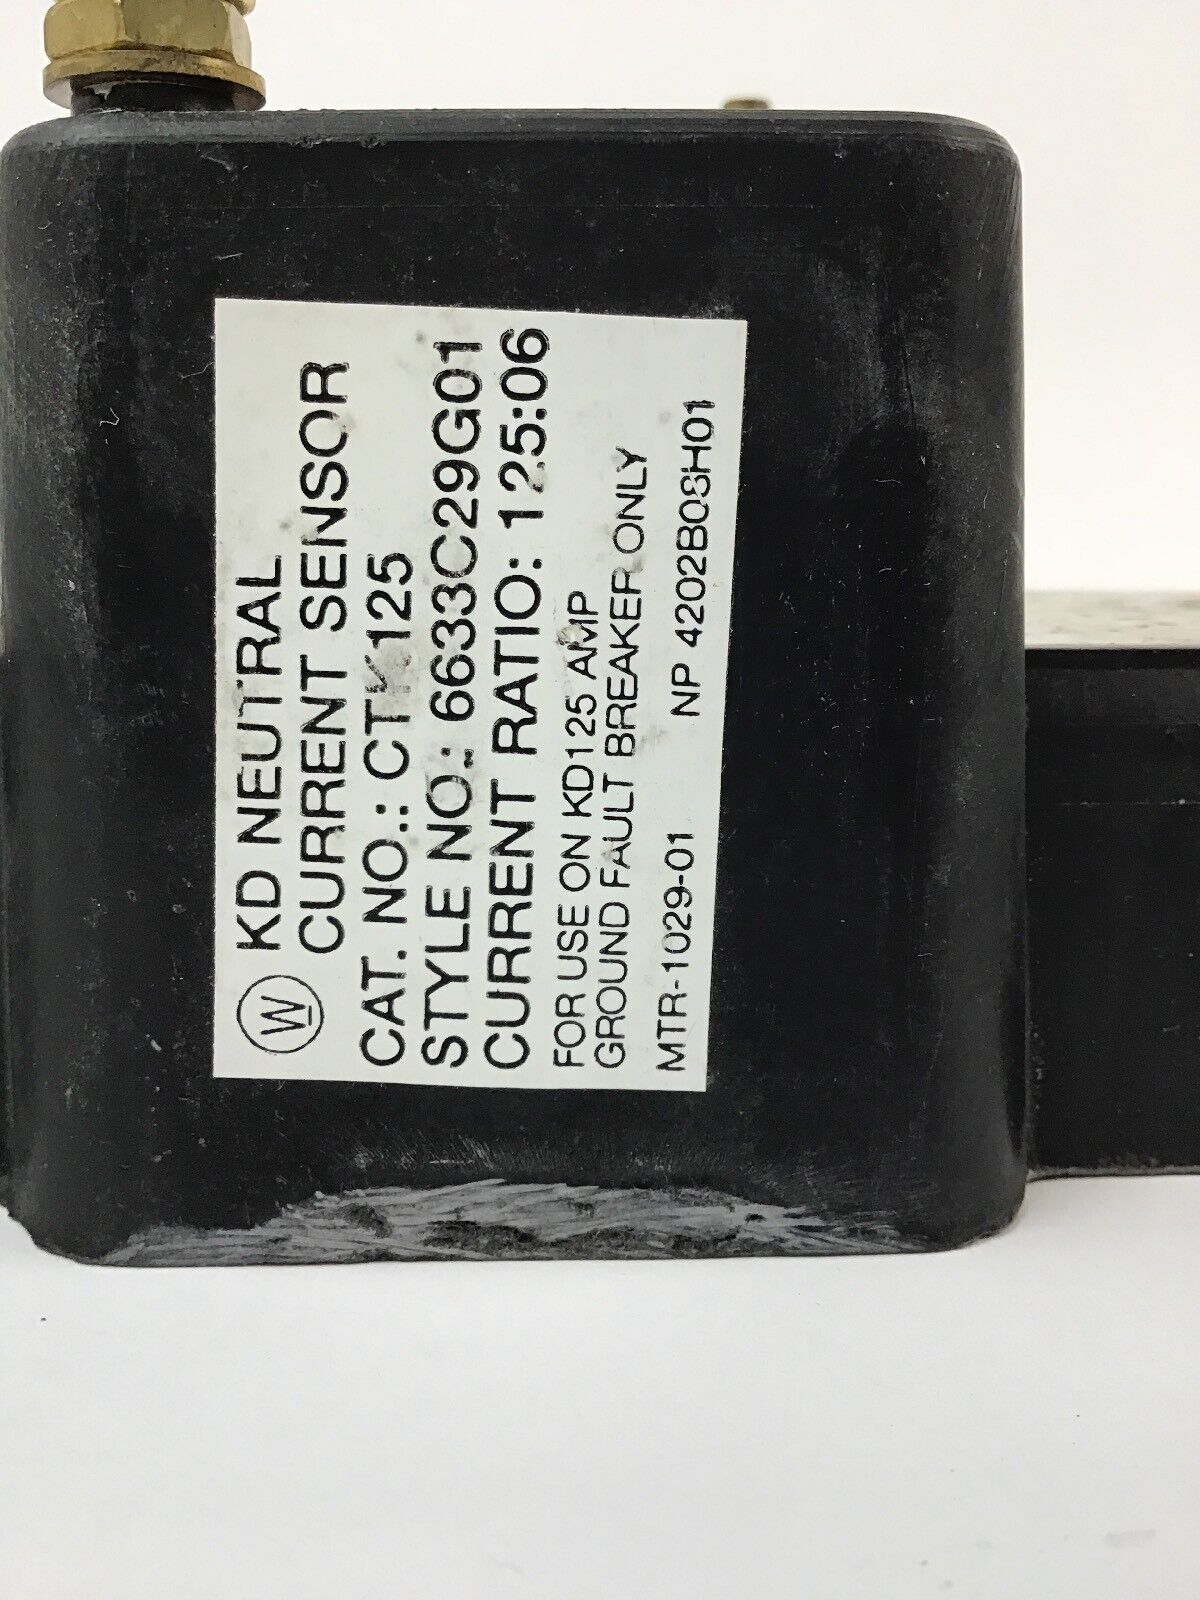 W KD NEUTRAL
CURRENT SENSOR
CAT. NO.: CTK125
STYLE NO.: 6633C29G01
CURRENT RATIO: 125:06
FOR USE ON KD125 AMP
GROUND FAULT BREAKER ONLY
MTR-1029-01 NP 4202B08H01